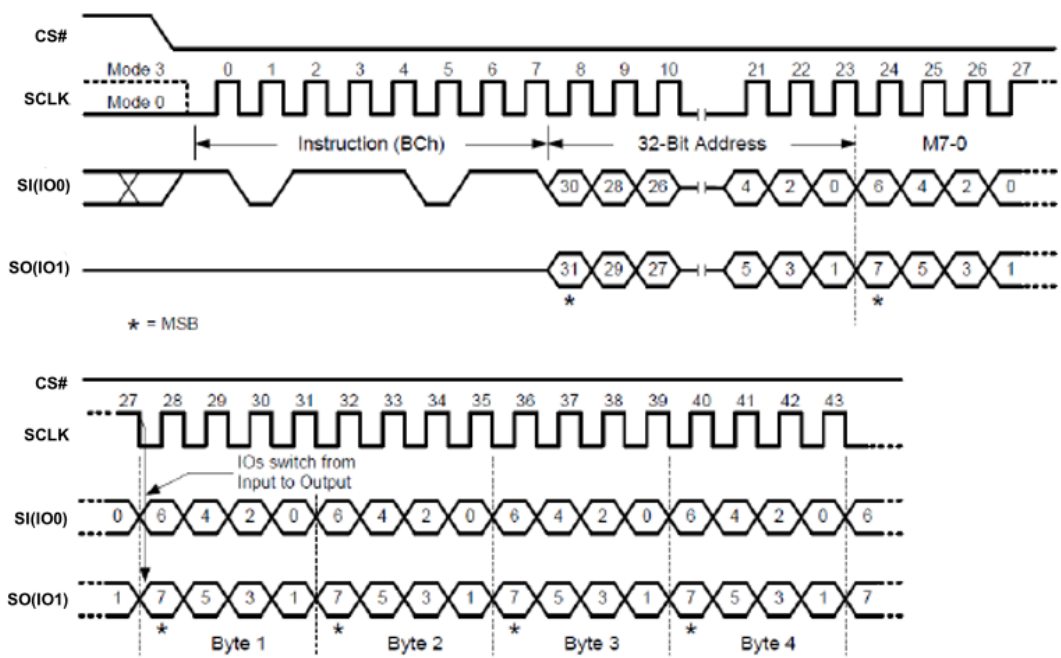 CS#
Mode 3 0 1 2 3 4 5 6 7 8 9 10 21 22 23 24 25 26 27
SCLK Mode 0
Instruction (BCh) 32-Bit Address M7-0
SI(IO0) 30 28 26 4 2 0 6 4 2 0
SO(IO1) 31 29 27 5 3 1 7 5 3 1
* *
* = MSB
CS#
27 28 29 30 31 32 33 34 35 36 37 38 39 40 41 42 43
SCLK
IOs switch from
Input to Output
SI(IO0) 0 6 4 2 0 6 4 2 0 6 4 2 0 6 4 2 0 6
SO(IO1) 1 7 5 3 1 7 5 3 1 7 5 3 1 7 5 3 1 7
* Byte 1 * Byte 2 * Byte 3 * Byte 4